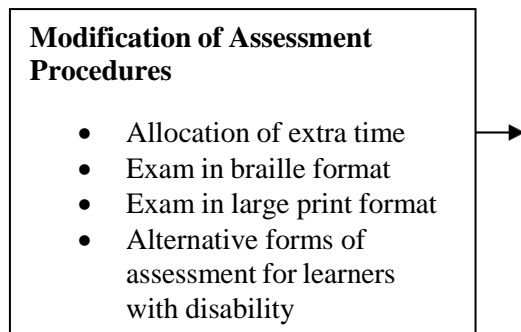 Modification of Assessment
Procedures
• Allocation of extra time
• Exam in braille format
• Exam in large print format
• Alternative forms of
assessment for learners
with disability